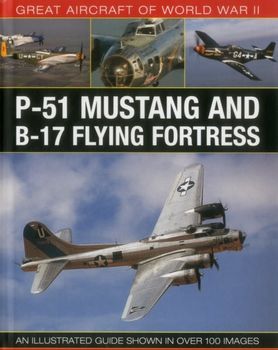 GREAT AIRCRAFT OF WORLD WAR II
P-51 MUSTANG AND
B-17 FLYING FORTRESS
U
AN ILLUSTRATED GUIDE SHOWN IN OVER 100 IMAGES